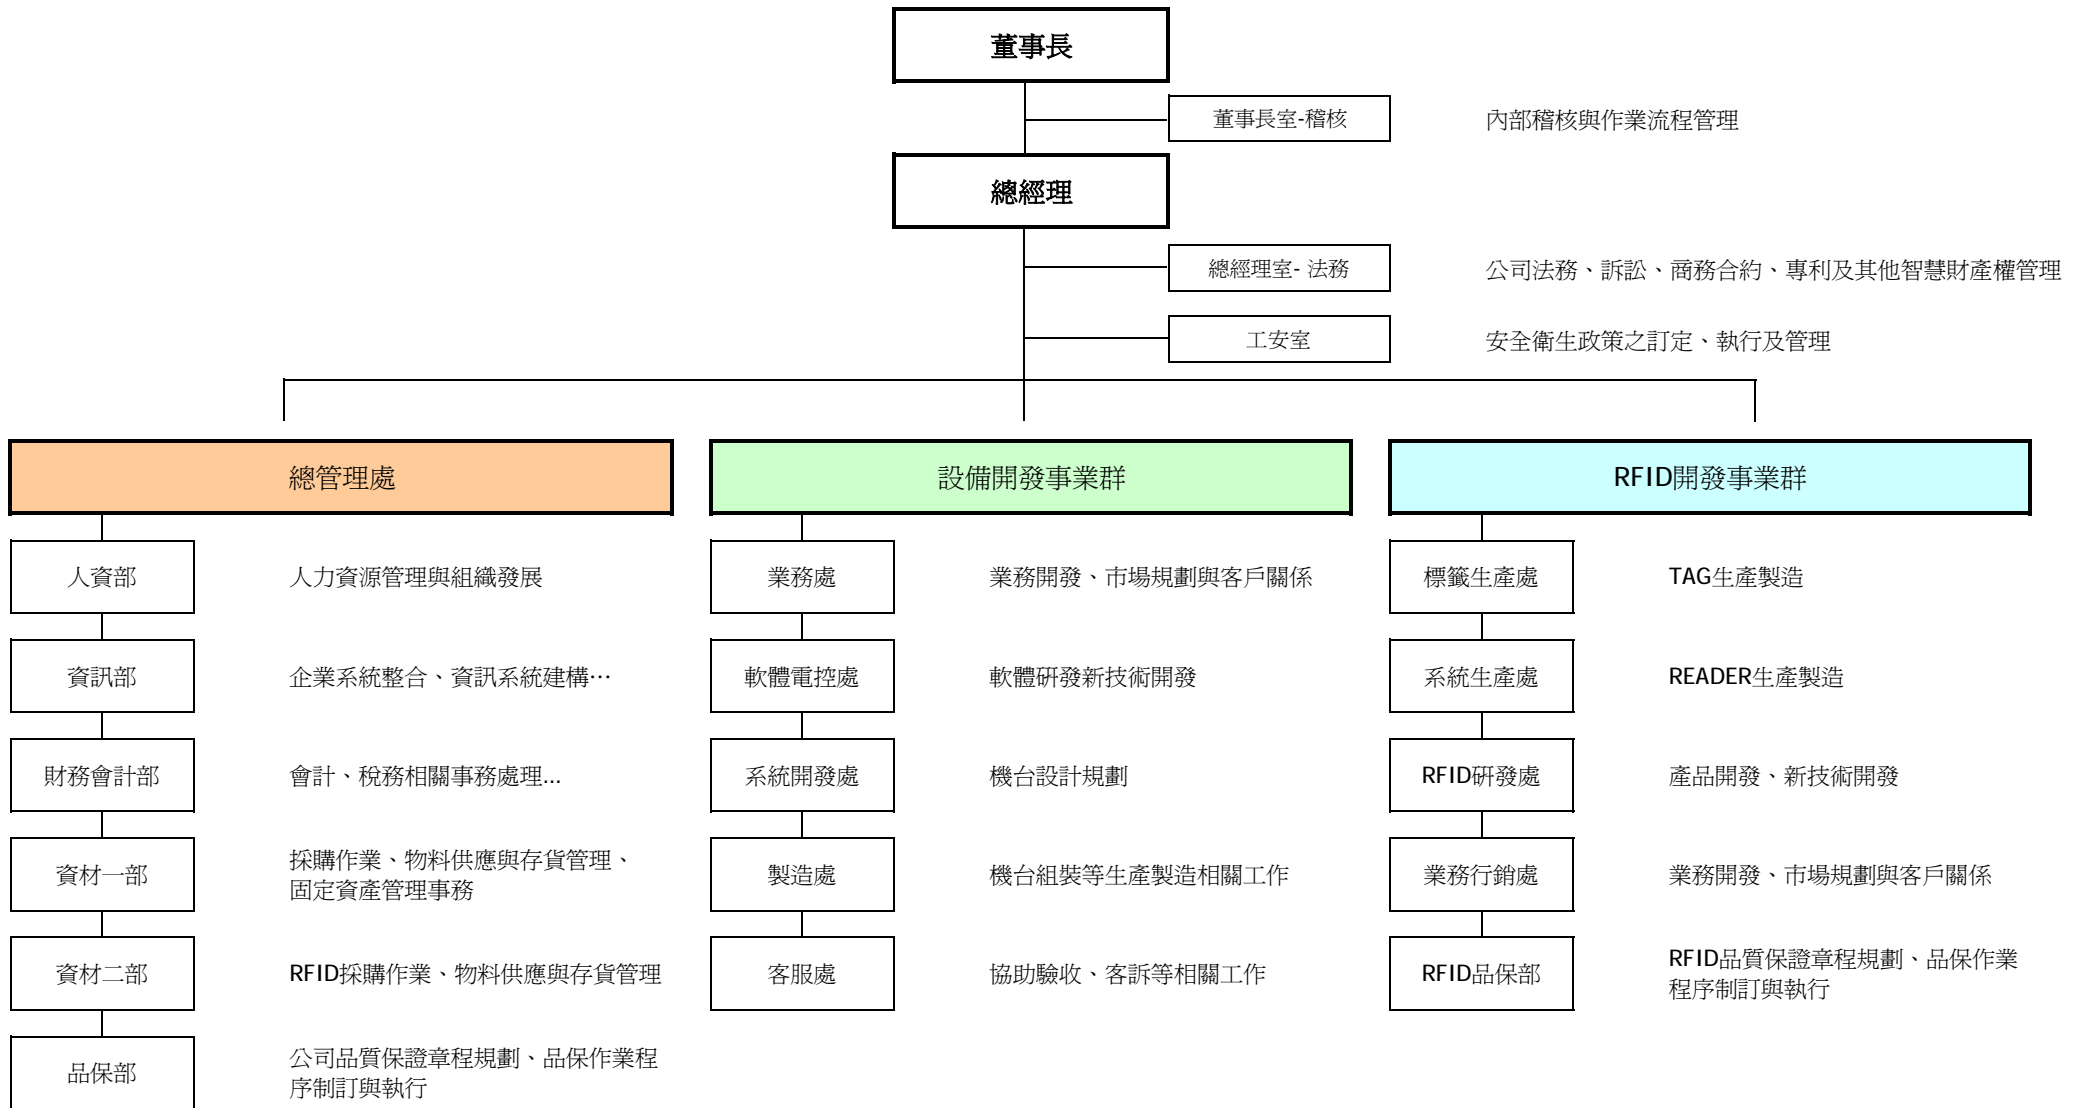 董事長
董事長室-稽核
內部稽核與作業流程管理
總經理
總經理室- 法務
公司法務、訴訟、商務合約、專利及其他智慧財產權管理
工安室
安全衛生政策之訂定、執行及管理
總管理處
人資部
人力資源管理與組織發展
資訊部
企業系統整合、資訊系統建構…
財務會計部
會計、稅務相關事務處理...
資材一部
採購作業、物料供應與存貨管理、
固定資產管理事務
資材二部
RFID採購作業、物料供應與存貨管理
品保部
公司品質保證章程規劃、品保作業程
序制訂與執行
設備開發事業群
業務處
業務開發、市場規劃與客戶關係
軟體電控處
軟體研發新技術開發
系統開發處
機台設計規劃
製造處
機台組裝等生產製造相關工作
客服處
協助驗收、客訴等相關工作
RFID開發事業群
標籤生產處
TAG生產製造
系統生產處
READER生產製造
RFID研發處
產品開發、新技術開發
業務行銷處
業務開發、市場規劃與客戶關係
RFID品保部
RFID品質保證章程規劃、品保作業
程序制訂與執行